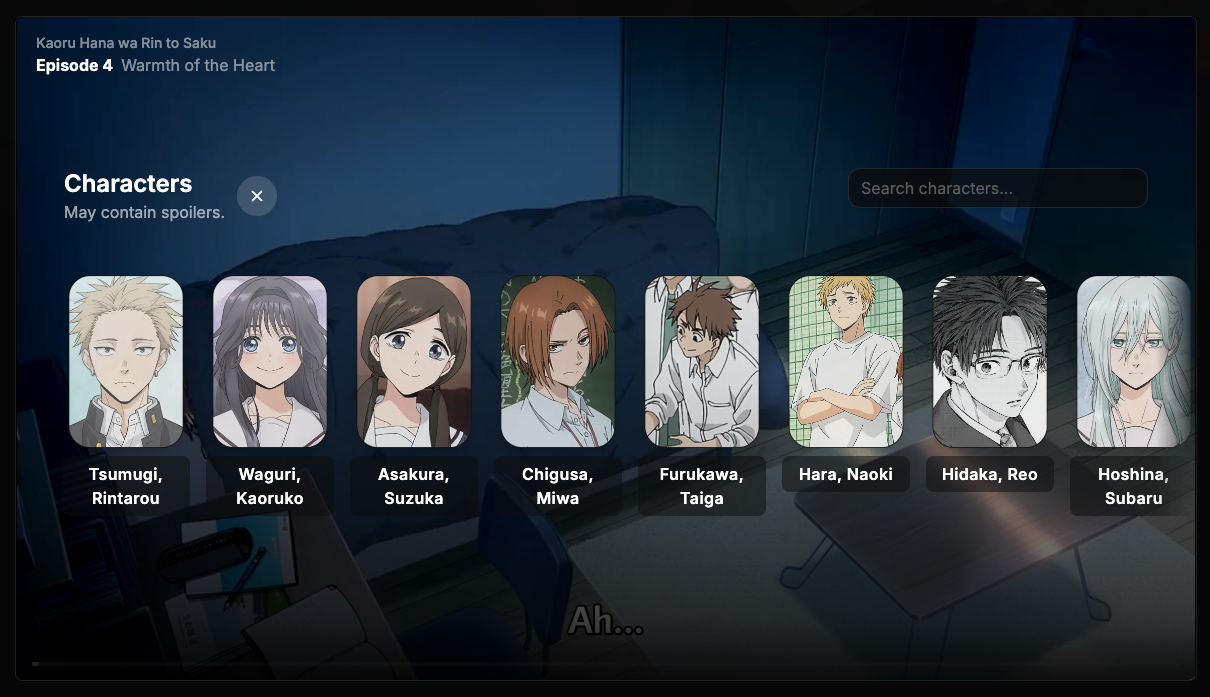 Kaoru Hana wa Rin to Saku
Episode 4 Warmth of the Heart
Characters
May contain spoilers.
Search characters...
Tsumugi,
Rintarou
Waguri,
Kaoruko
Asakura,
Suzuka
Chigusa,
Miwa
Furukawa,
Taiga
Hara, Naoki
Hidaka, Reo
Hoshina,
Subaru
Ah...